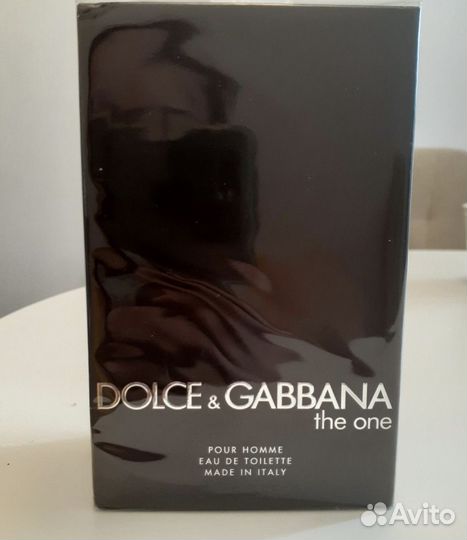 DOLCE & GABBANA
the one
POUR HOMME
EAU DE TOILETTE
MADE IN ITALY
Avito